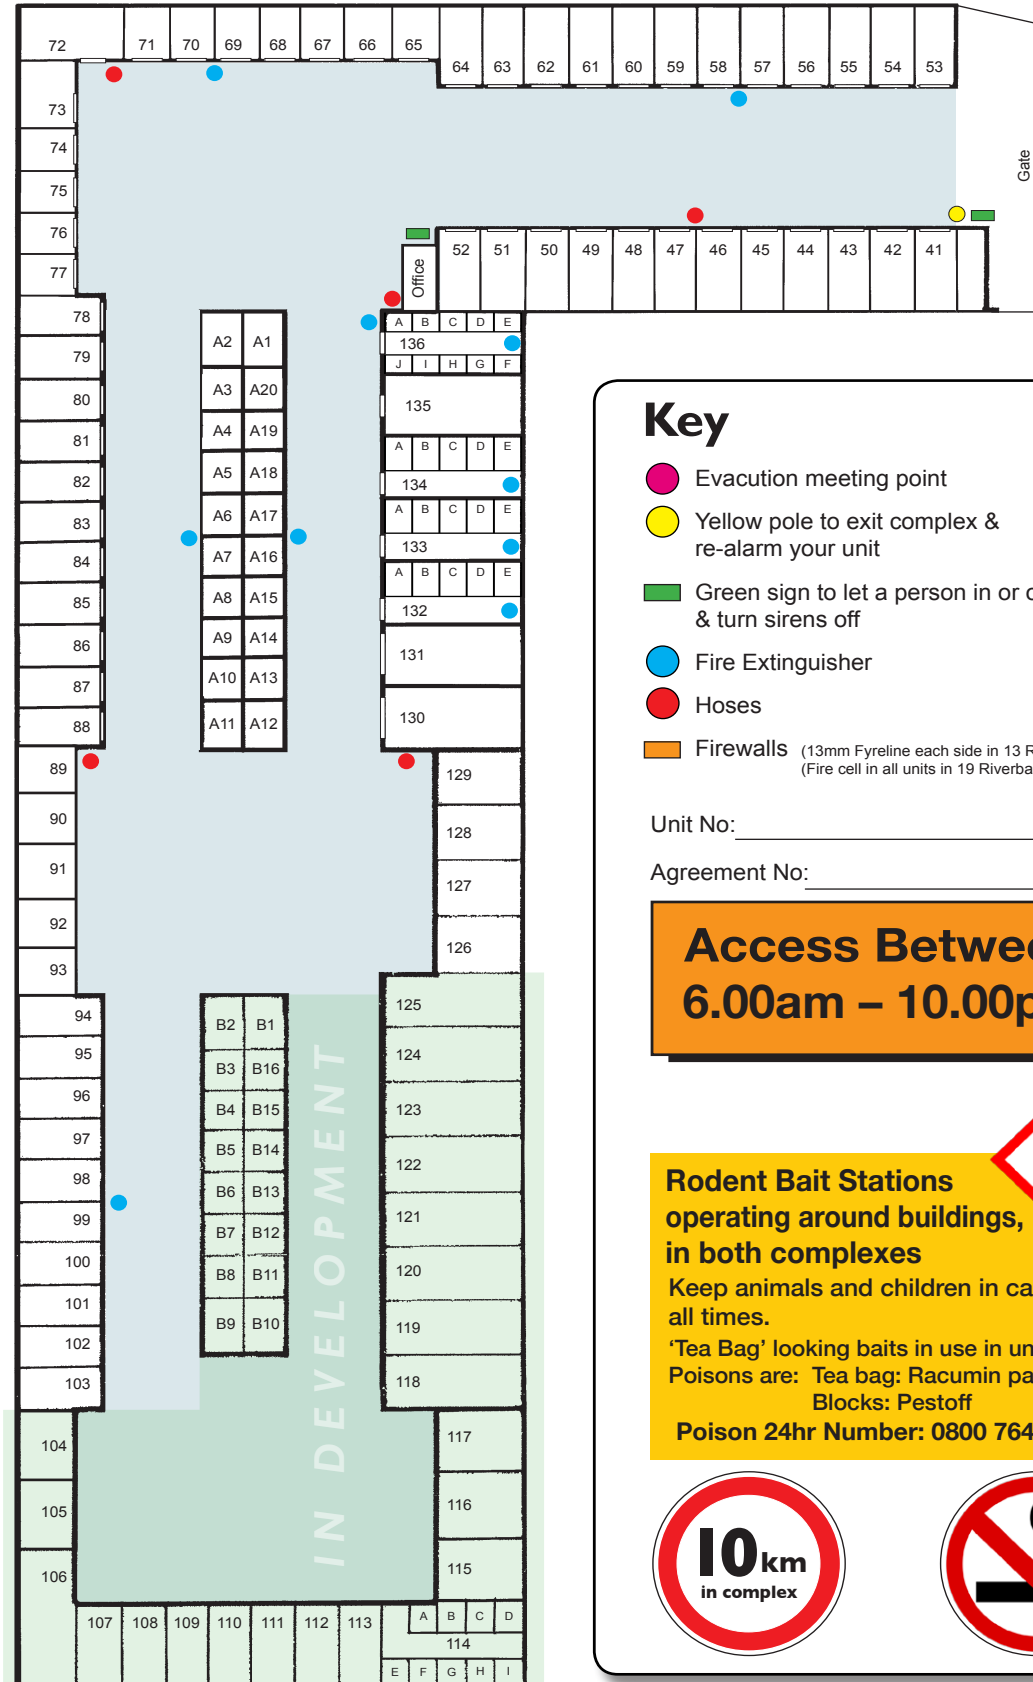 72 71 70 69 68 67 66 65
64 63 62 61 60 59 58 57 56 55 54 53
73
74
75
76
77
Gate
Office
52 51 50 49 48 47 46 45 44 43 42 41
78
79
80
81
82
83
84
85
86
87
88
A2 A1
A3 A20
A4 A19
A5 A18
A6 A17
A7 A16
A8 A15
A9 A14
A10 A13
A11 A12
A B C D E
136
J I H G F
135
A B C D E
134
A B C D E
133
A B C D E
132
131
130
89
90
91
92
93
129
128
127
126
94
95
96
97
98
99
100
101
102
103
B2 B1
B3 B16
B4 B15
B5 B14
B6 B13
B7 B12
B8 B11
B9 B10
IN DEVELOPMENT
125
124
123
122
121
120
119
118
104
105
106
117
116
115
107 108 109 110 111 112 113
A B C D
114
E F G H I
Key
Evacution meeting point
Yellow pole to exit complex &
re-alarm your unit
Green sign to let a person in or
& turn sirens off
Fire Extinguisher
Hoses
Firewalls (13mm Fyreline each side in 13
(Fire cell in all units in 19
Unit No:
Agreement No:
Access
6.00am – 10.00
Rodent Bait Stations
operating around buildings,
in both complexes
Keep animals and children in
all times.
‘Tea Bag’ looking baits in use in
Poisons are: Tea bag: Racumin
Blocks: Pestoff
Poison 24hr Number: 0800 764
10km
in complex